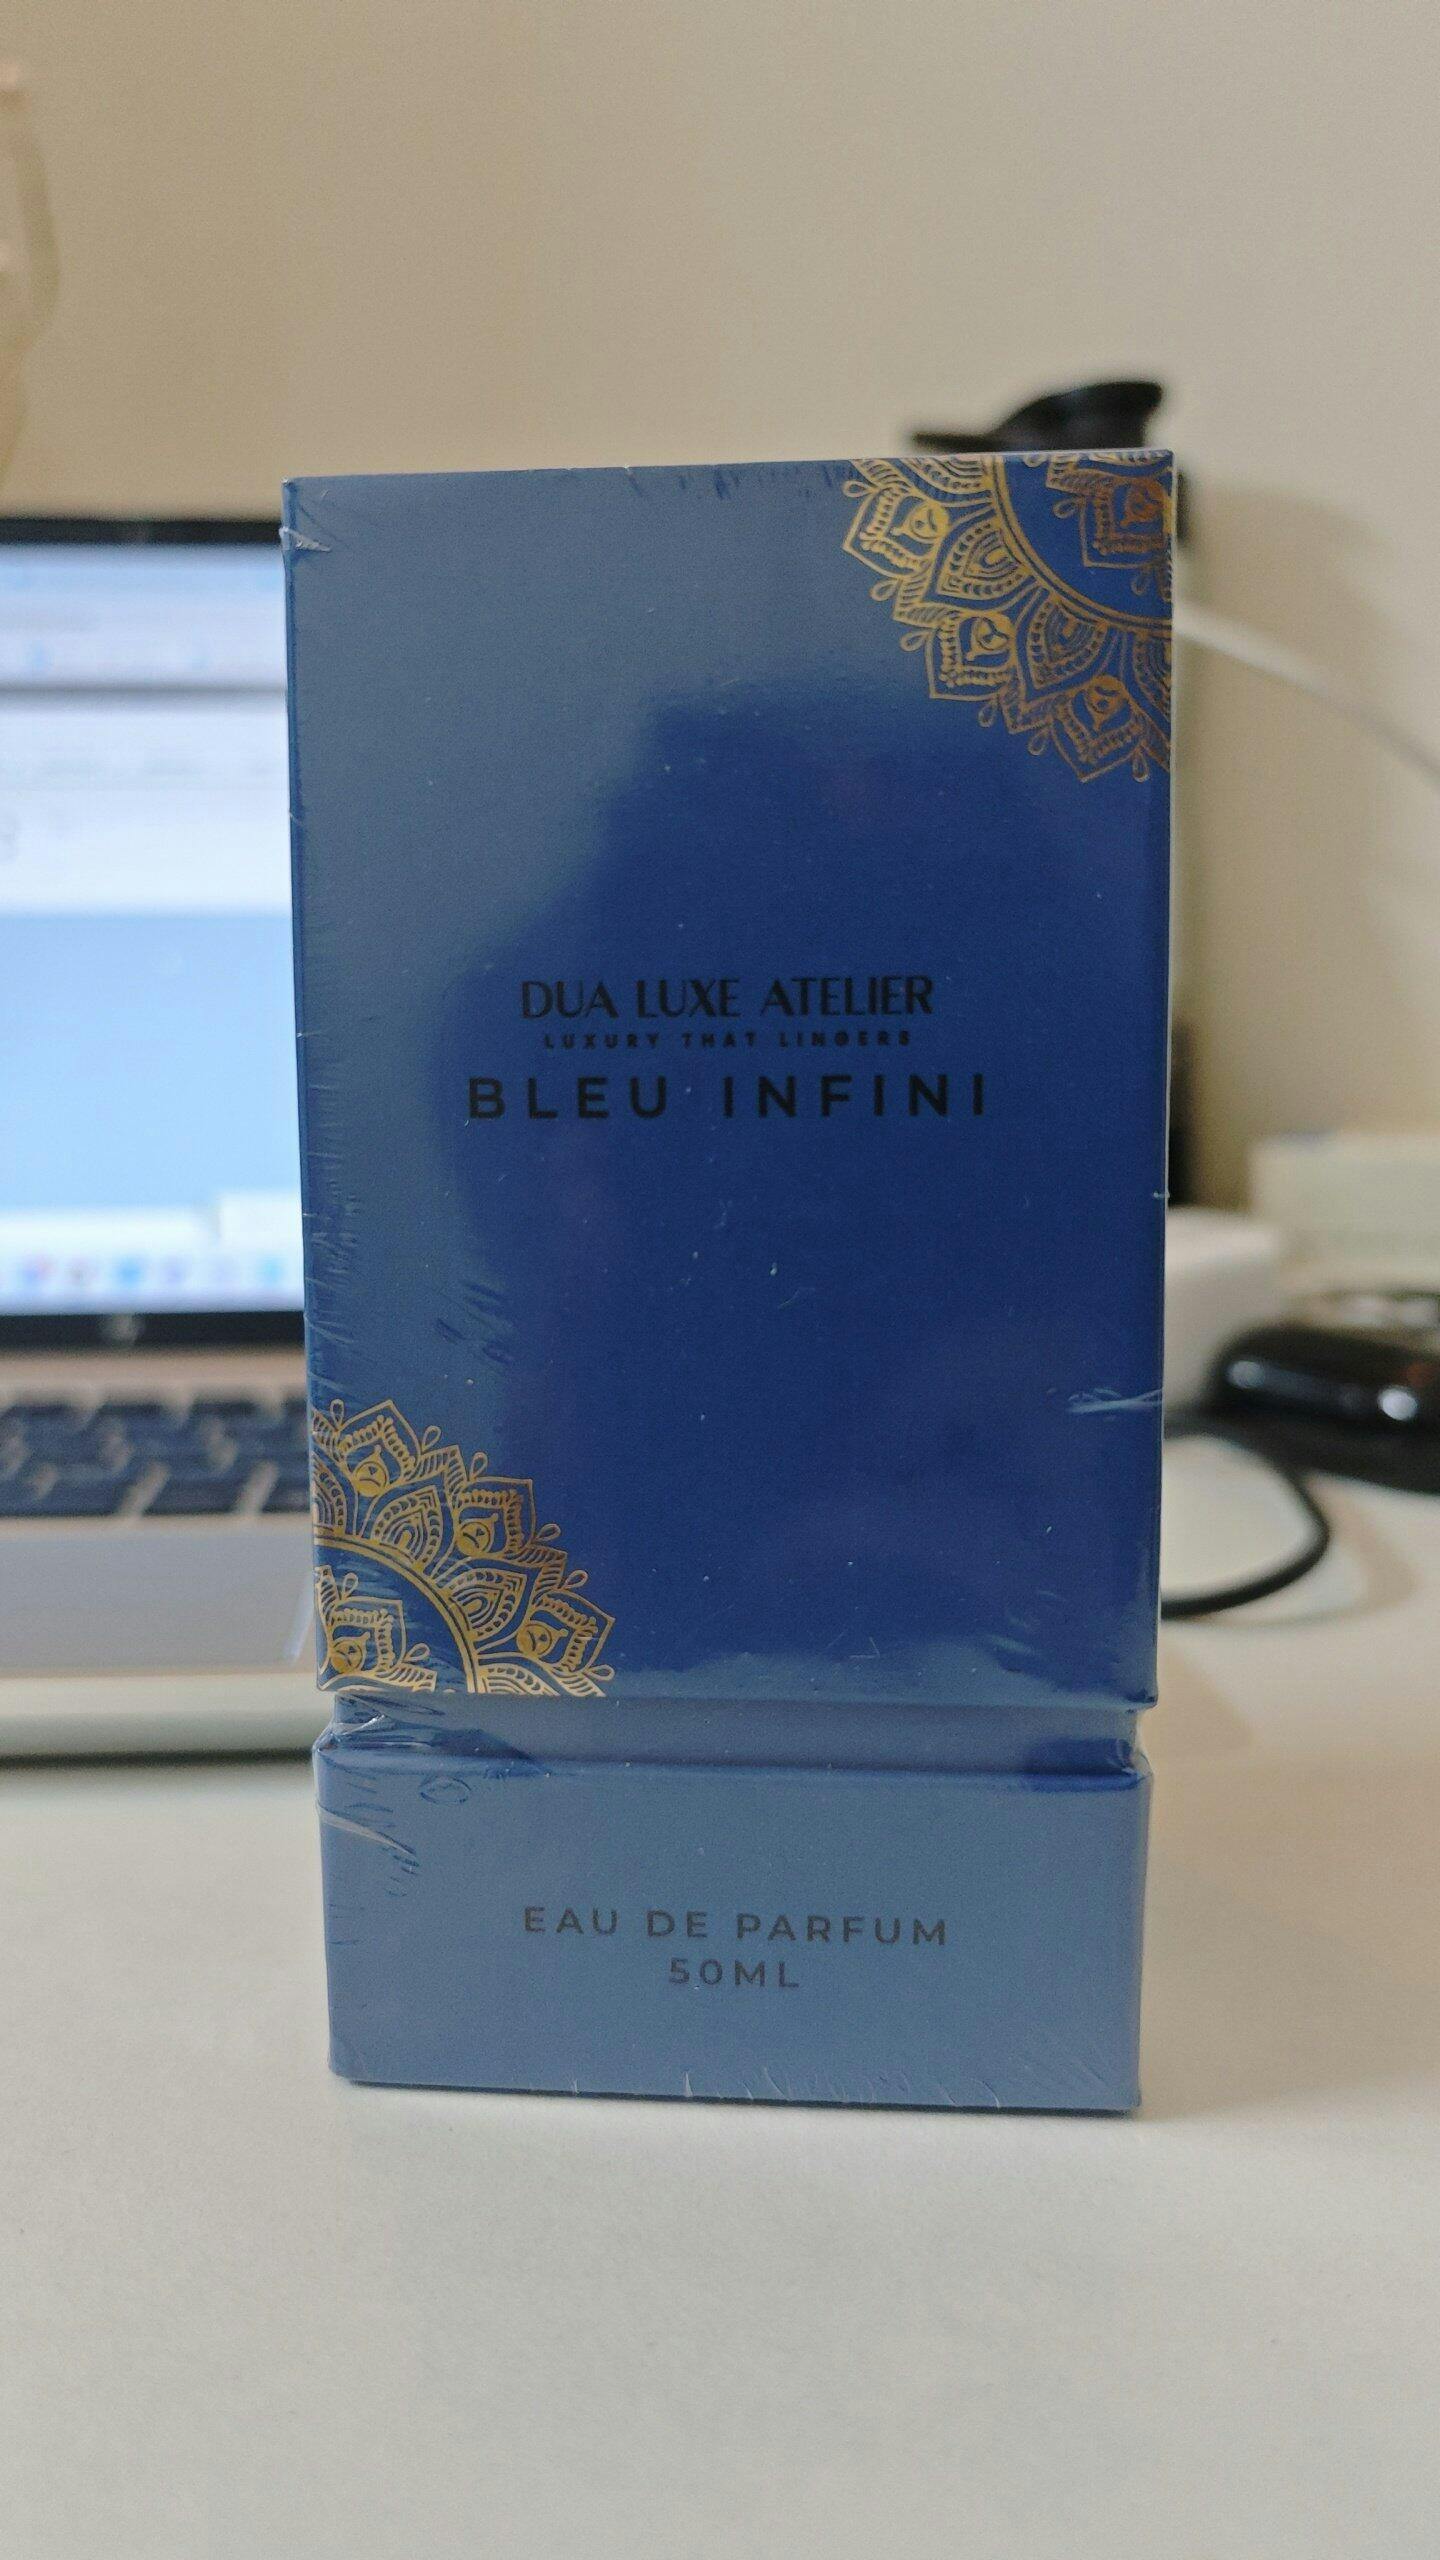 DUA LUXE ATELIER
LUXURY THAT LINGERS
BLEU INFINI
EAU DE PARFUM
50ML